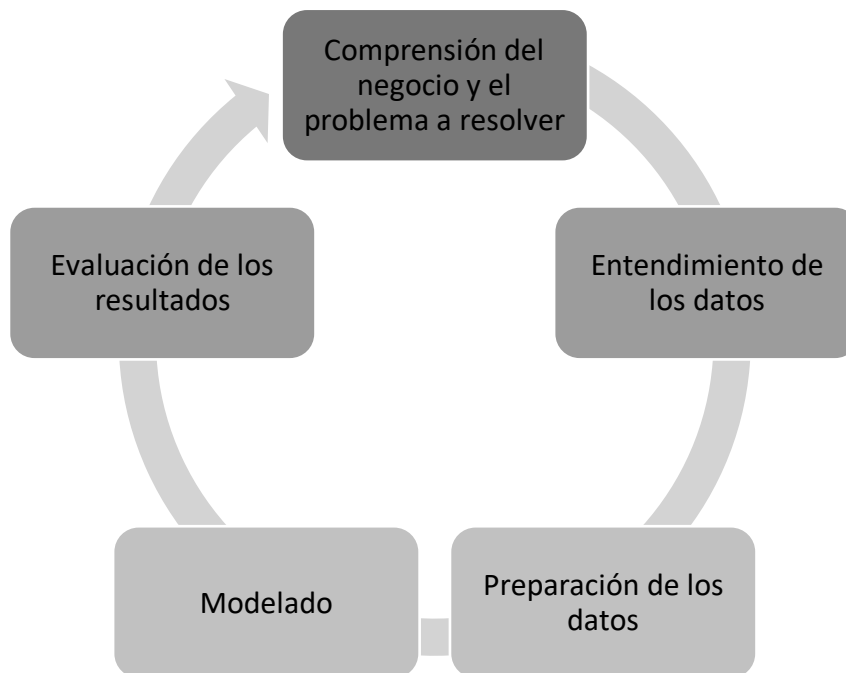 Comprensión del
negocio y el
problema a resolver
Entendimiento de
los datos
Preparación de los
datos
Modelado
Evaluación de los
resultados